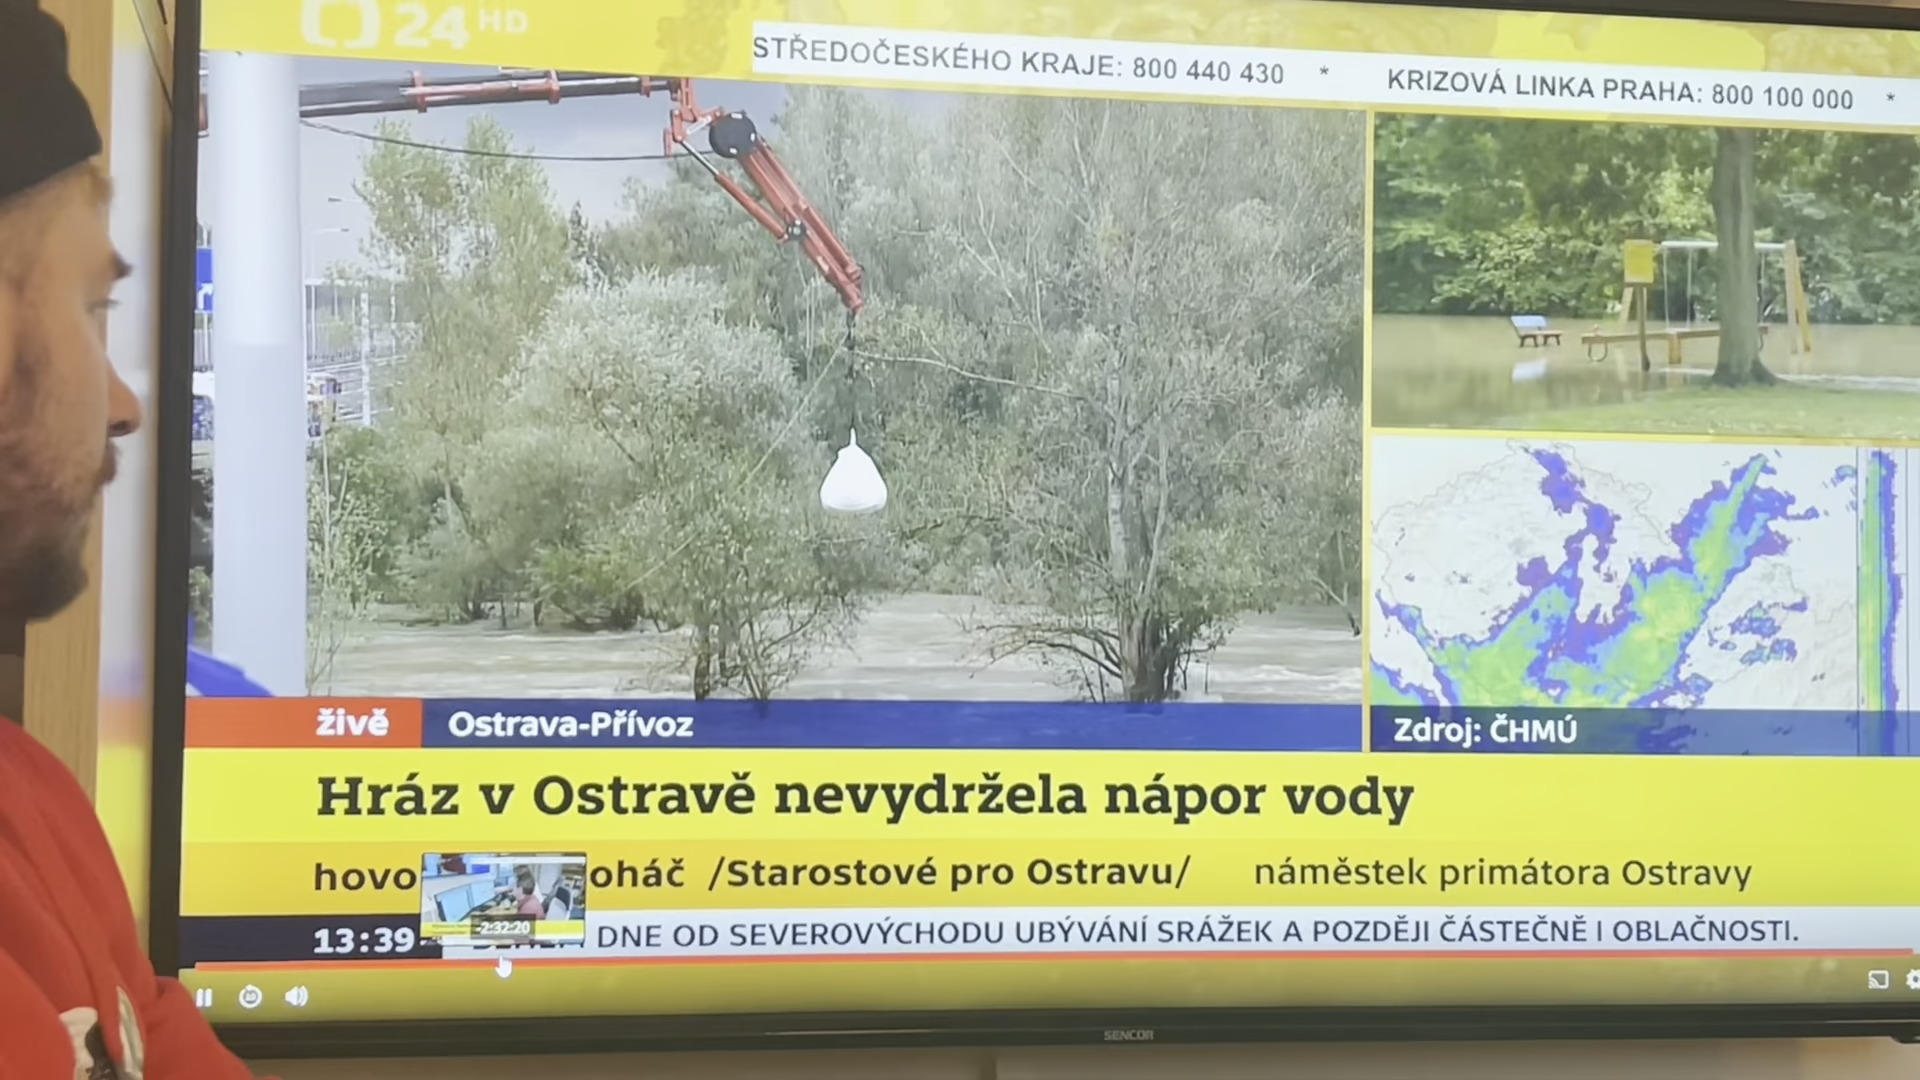 24 HD
STŘEDOČESKÉHO KRAJE: 800 440 430 * KRIZOVÁ LINKA PRAHA: 800 100 000 *
živě Ostrava-Přívoz
Zdroj: ČHMÚ
Hráz v Ostravě nevydržela nápor vody
/Starostové pro Ostravu/ náměstek primátora Ostravy
13:39
-2:32:20
DNE OD SEVEROVÝCHODU UBÝVÁNÍ SRÁŽEK A POZDĚJI ČÁSTEČNĚ I OBLAČNOSTI.
SENCOR